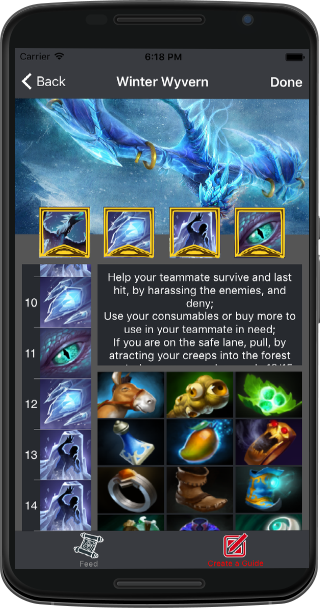 Carrier 6:18 PM
Back Winter Wyvern Done
Help your teammate survive and last
hit, by harassing the enemies, and
deny;
Use your consumables or buy more to
use in your teammate in need;
If you are on the safe lane, pull, by
atracting your creeps into the forest
10
11
12
13
14
Feed
Create a Guide